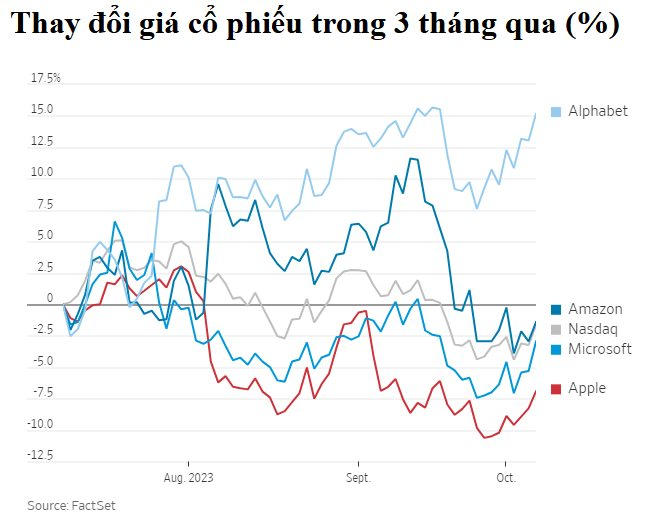 Thay đổi giá cổ phiếu trong 3 tháng qua (%)
17.5%
15.0
12.5
10.0
7.5
5.0
2.5
0
-2.5
-5.0
-7.5
-10.0
-12.5
Alphabet
Amazon
Nasdaq
Microsoft
Apple
Aug. 2023
Sept.
Oct.
Source: FactSet